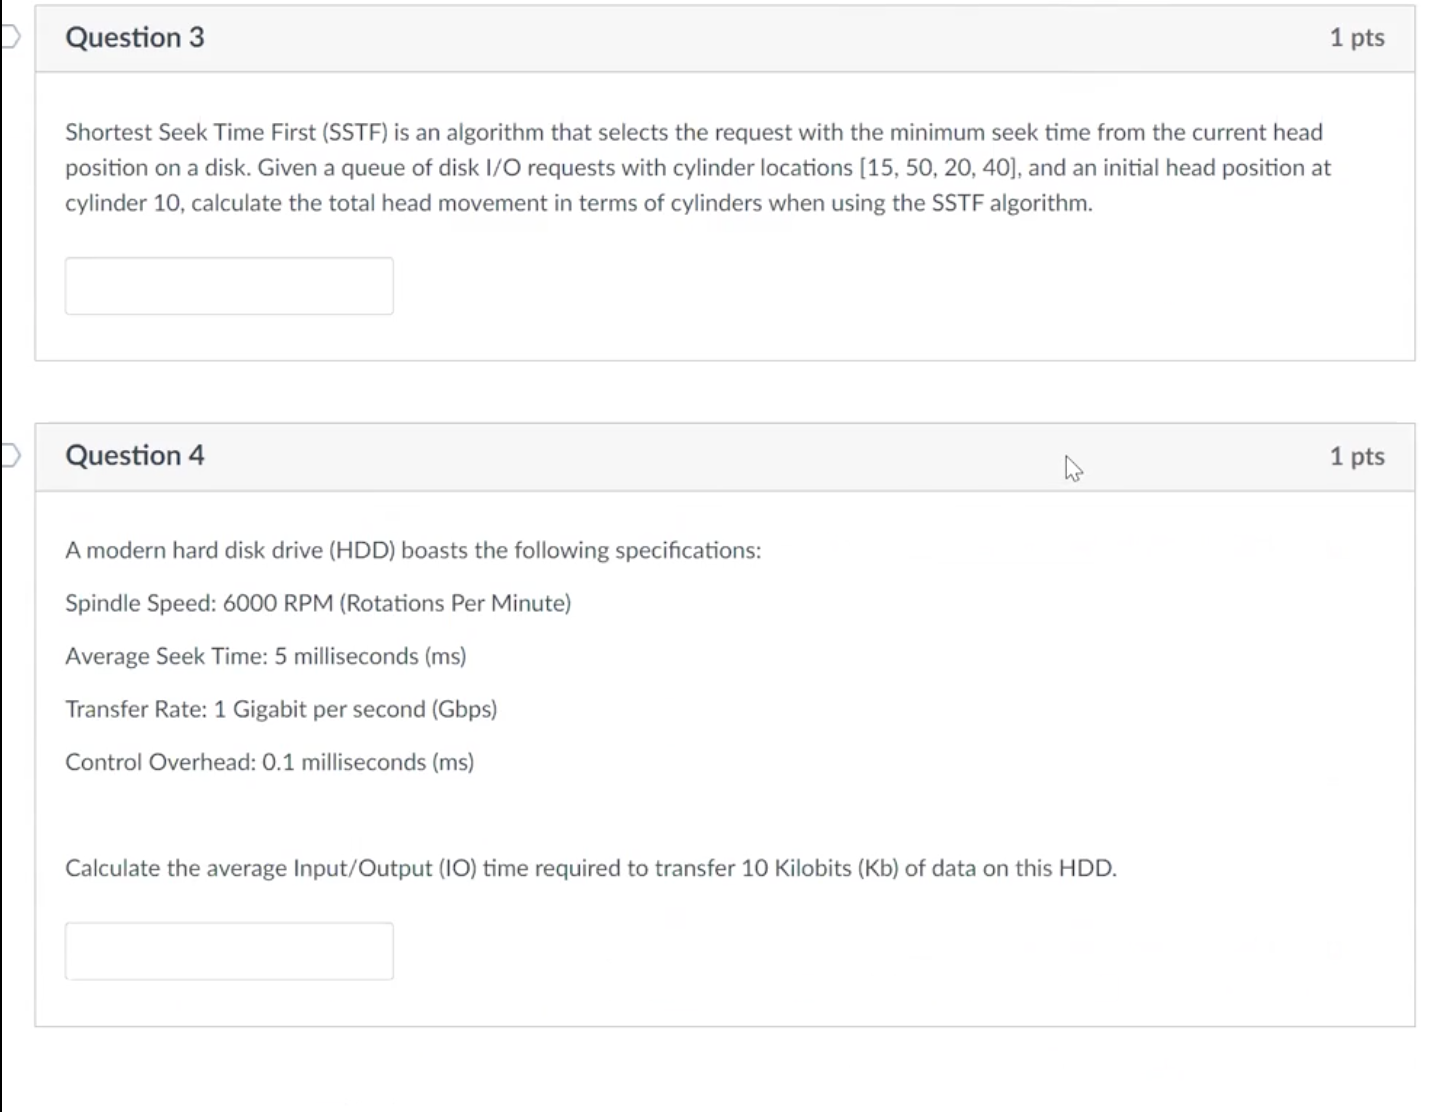 Question 3
1 pts
Shortest Seek Time First (SSTF) is an algorithm that selects the request with the minimum seek time from the current head
position on a disk. Given a queue of disk I/O requests with cylinder locations [15, 50, 20, 40], and an initial head position at
cylinder 10, calculate the total head movement in terms of cylinders when using the SSTF algorithm.
Question 4
1 pts
A modern hard disk drive (HDD) boasts the following specifications:
Spindle Speed: 6000 RPM (Rotations Per Minute)
Average Seek Time: 5 milliseconds (ms)
Transfer Rate: 1 Gigabit per second (Gbps)
Control Overhead: 0.1 milliseconds (ms)
Calculate the average Input/Output (IO) time required to transfer 10 Kilobits (Kb) of data on this HDD.